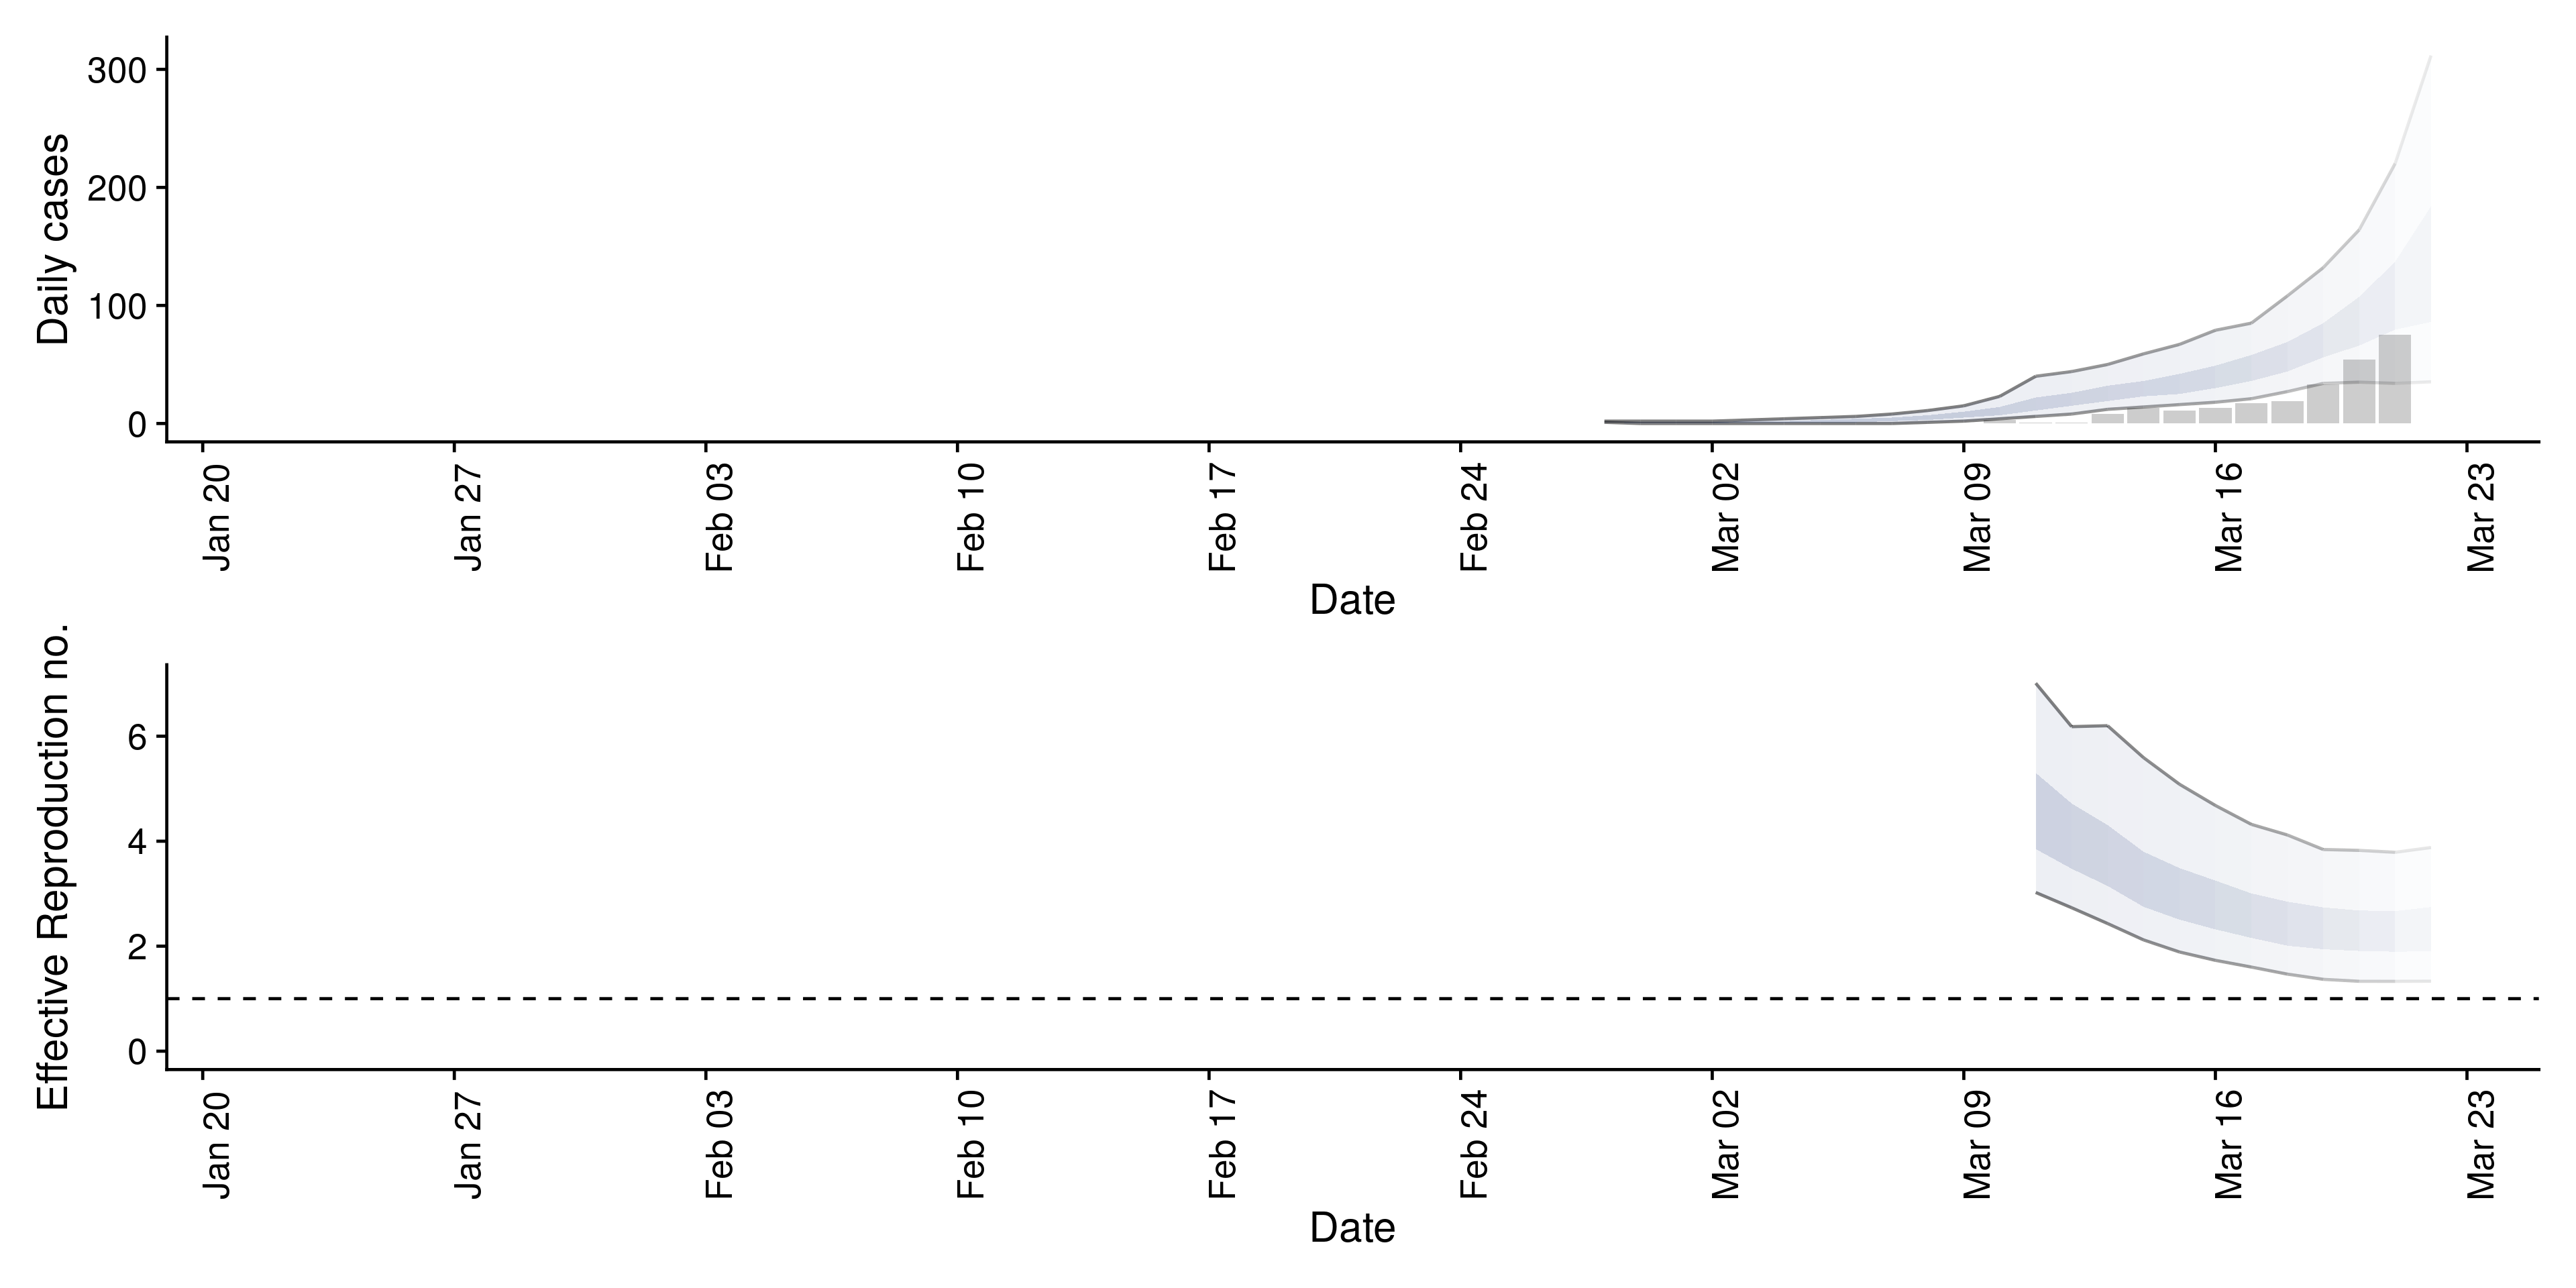 Daily cases
300
200
100
0
Jan 20
Jan 27
Feb 03
Feb 10
Feb 17
Feb 24
Mar 02
Mar 09
Mar 16
Mar 23
Date
Effective Reproduction no.
6
4
2
0
Jan 20
Jan 27
Feb 03
Feb 10
Feb 17
Feb 24
Mar 02
Mar 09
Mar 16
Mar 23
Date